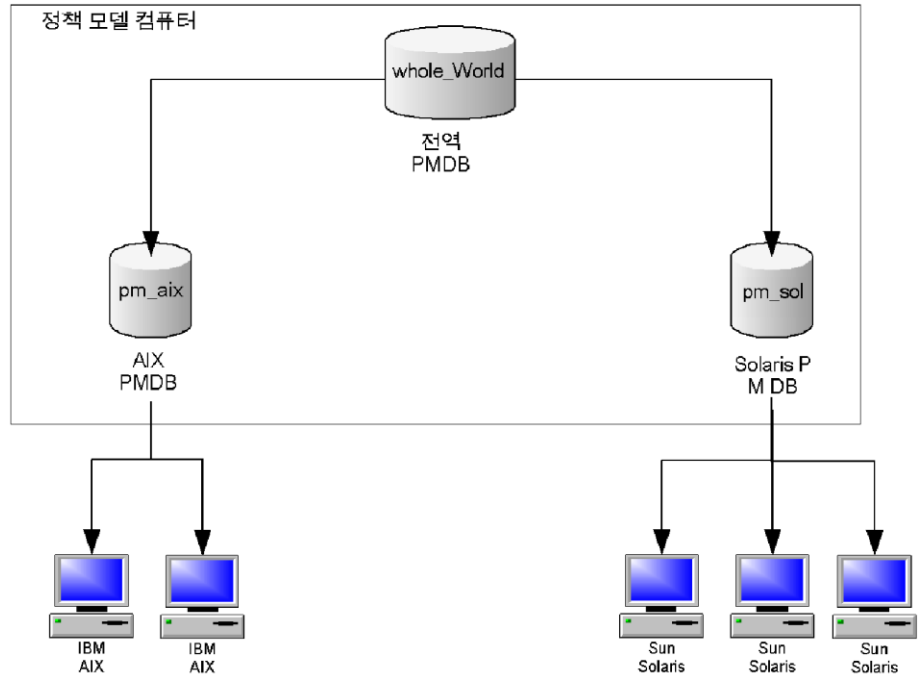 정책 모델 컴퓨터
whole_World
전역
PMDB
pm_aix
pm_sol
AIX
PMDB
Solaris P
M DB
IBM
AIX
IBM
AIX
Sun
Solaris
Sun
Solaris
Sun
Solaris